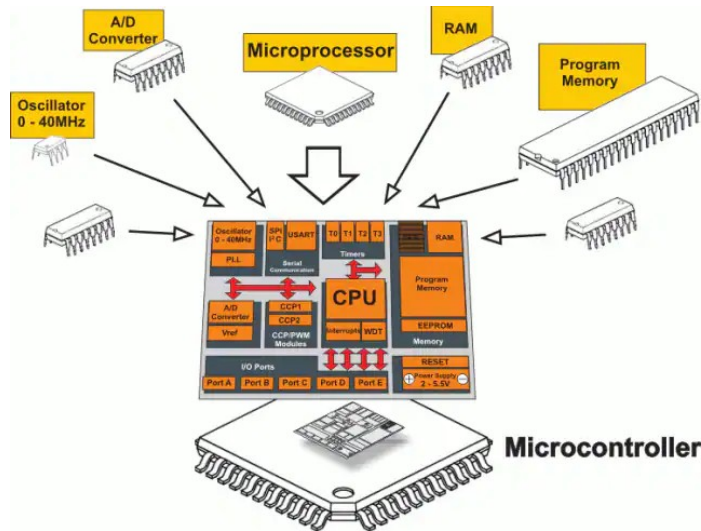 A/D
Converter
Microprocessor
RAM
Program
Memory
Oscillator
0 - 40MHz
Oscillator
0 - 40MHz
PLL
SPI
I²C
USART
Serial
Communication
T0 T1 T2 T3
Timers
RAM
Program
Memory
EEPROM
Memory
CPU
Interrupts
WDT
A/D
Converter
Vref
CCP1
CCP2
CCP/PWM
Modules
I/O Ports
Port A Port B Port C Port D Port E
RESET
Power Supply
2 - 5.5V
Microcontroller